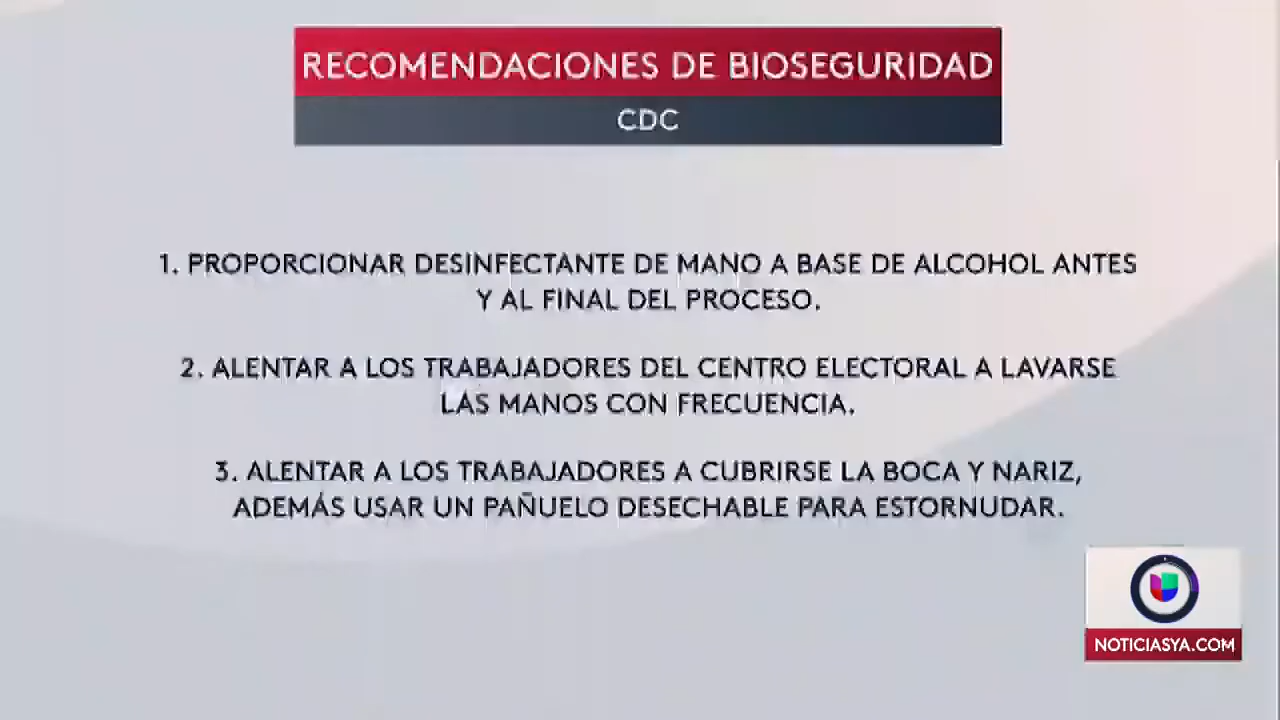 RECOMENDACIONES DE BIOSEGURIDAD
CDC
1. PROPORCIONAR DESINFECTANTE DE MANO A BASE DE ALCOHOL ANTES
Y AL FINAL DEL PROCESO.
2. ALENTAR A LOS TRABAJADORES DEL CENTRO ELECTORAL A LAVARSE
LAS MANOS CON FRECUENCIA.
3. ALENTAR A LOS TRABAJADORES A CUBRIRSE LA BOCA Y NARIZ,
ADEMÁS USAR UN PAÑUELO DESECHABLE PARA ESTORNUDAR.
NOTICIASYA.COM